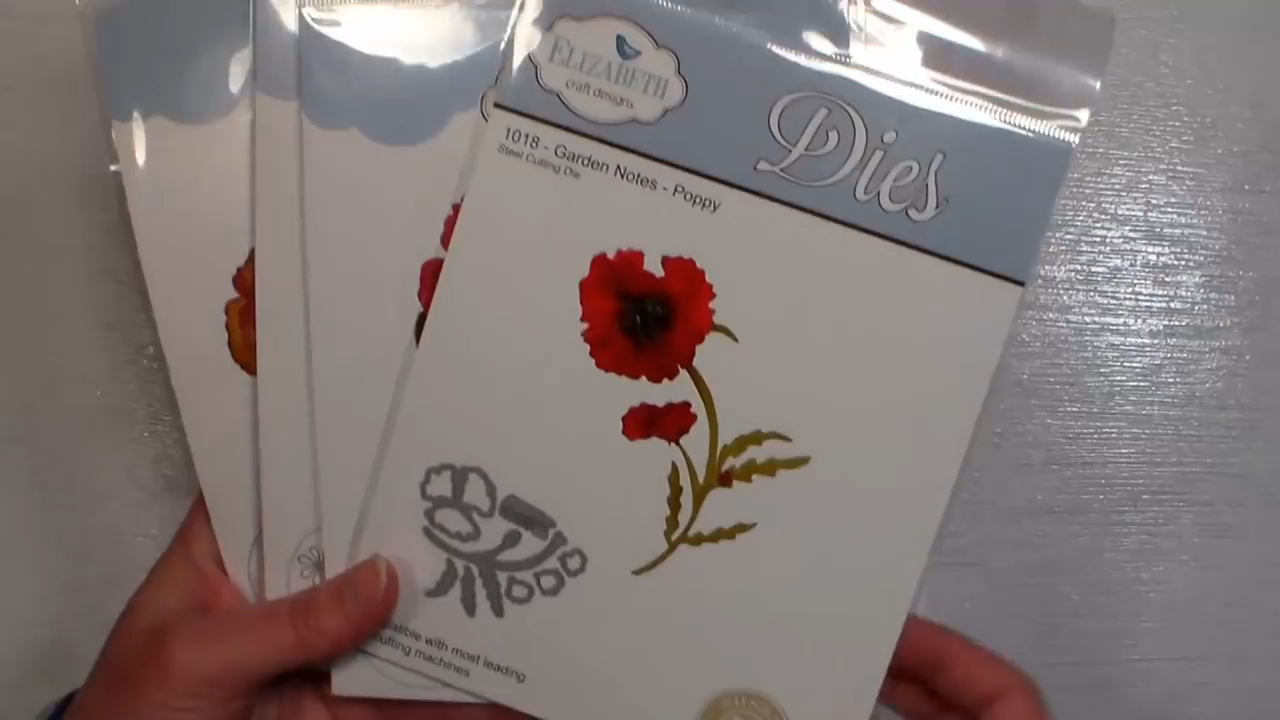 ELIZABETH
craft designs
Dies
1018 - Garden Notes - Poppy
Steel Cutting Die
with most leading
cutting machines